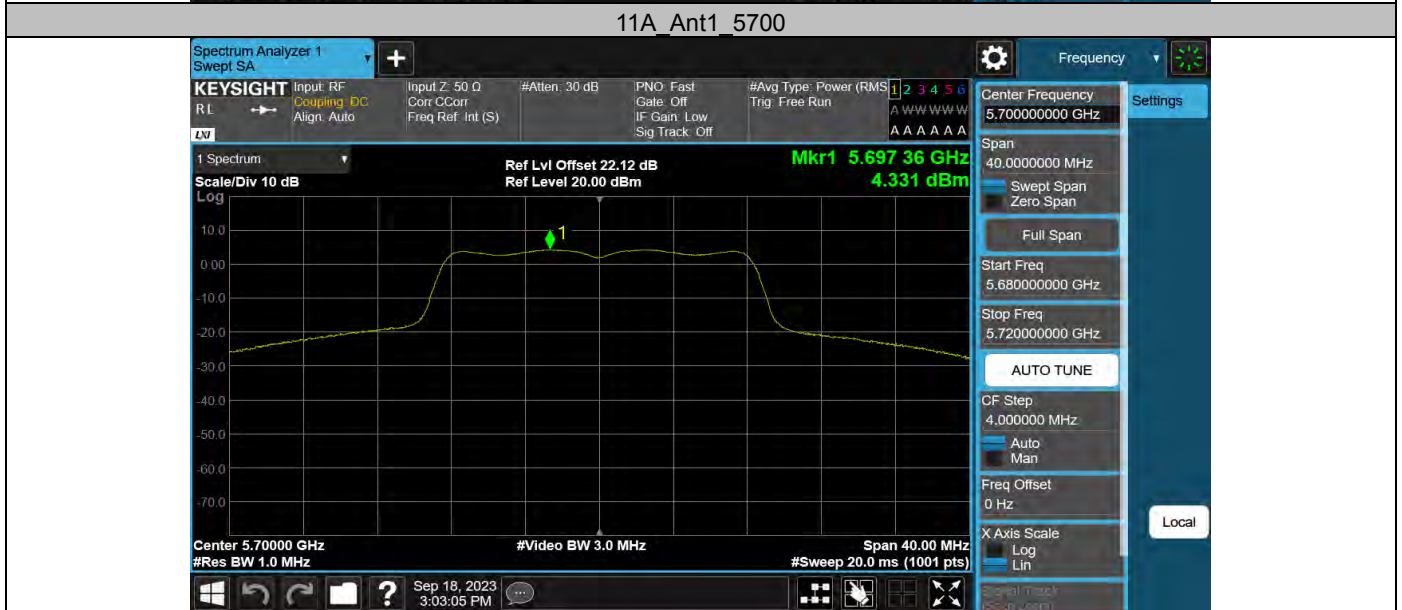 11A_Ant1_5700
Spectrum Analyzer 1
Swept SA
Frequency
KEYSIGHT
RL
LXI
Input: RF
Coupling: DC
Align: Auto
Input Z: 50 Ω
Corr CCorr
Freq Ref: Int (S)
#Atten: 30 dB
PNO: Fast
Gate: Off
IF Gain: Low
Sig Track: Off
#Avg Type: Power (RMS
Trig: Free Run
1 2 3 4 5 6
A W W W W W
A A A A A A
Center Frequency
5.700000000 GHz
Settings
1 Spectrum
Scale/Div 10 dB
Log
Ref Lvl Offset 22.12 dB
Ref Level 20.00 dBm
Mkr1 5.697 36 GHz
4.331 dBm
Span
40.0000000 MHz
Swept Span
Zero Span
Full Span
Start Freq
5.680000000 GHz
Stop Freq
5.720000000 GHz
AUTO TUNE
CF Step
4.000000 MHz
Auto
Man
Freq Offset
0 Hz
X Axis Scale
Log
Lin
Local
1
10.0
0.00
-10.0
-20.0
-30.0
-40.0
-50.0
-60.0
-70.0
Center 5.70000 GHz
#Res BW 1.0 MHz
#Video BW 3.0 MHz
Span 40.00 MHz
#Sweep 20.0 ms (1001 pts)
Sep 18, 2023
3:03:05 PM